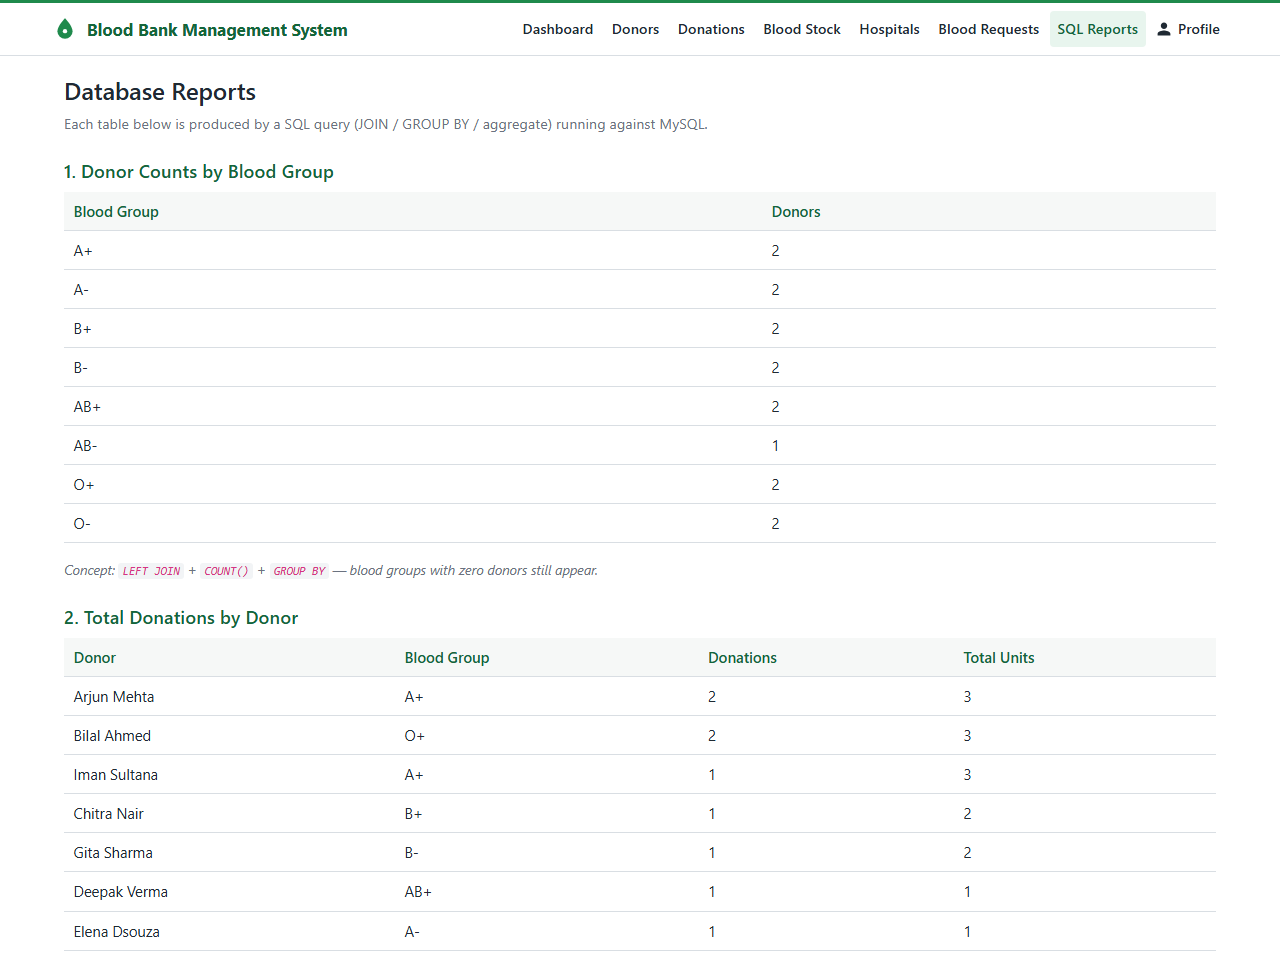 Blood Bank Management System
Dashboard Donors Donations Blood Stock Hospitals Blood Requests SQL Reports Profile
Database Reports
Each table below is produced by a SQL query (JOIN / GROUP BY / aggregate) running against MySQL.
1. Donor Counts by Blood Group
Blood Group Donors
A+ 2
A- 2
B+ 2
B- 2
AB+ 2
AB- 1
O+ 2
O- 2
Concept: LEFT JOIN + COUNT() + GROUP BY — blood groups with zero donors still appear.
2. Total Donations by Donor
Donor Blood Group Donations Total Units
Arjun Mehta A+ 2 3
Bilal Ahmed O+ 2 3
Iman Sultana A+ 1 3
Chitra Nair B+ 1 2
Gita Sharma B- 1 2
Deepak Verma AB+ 1 1
Elena Dsouza A- 1 1